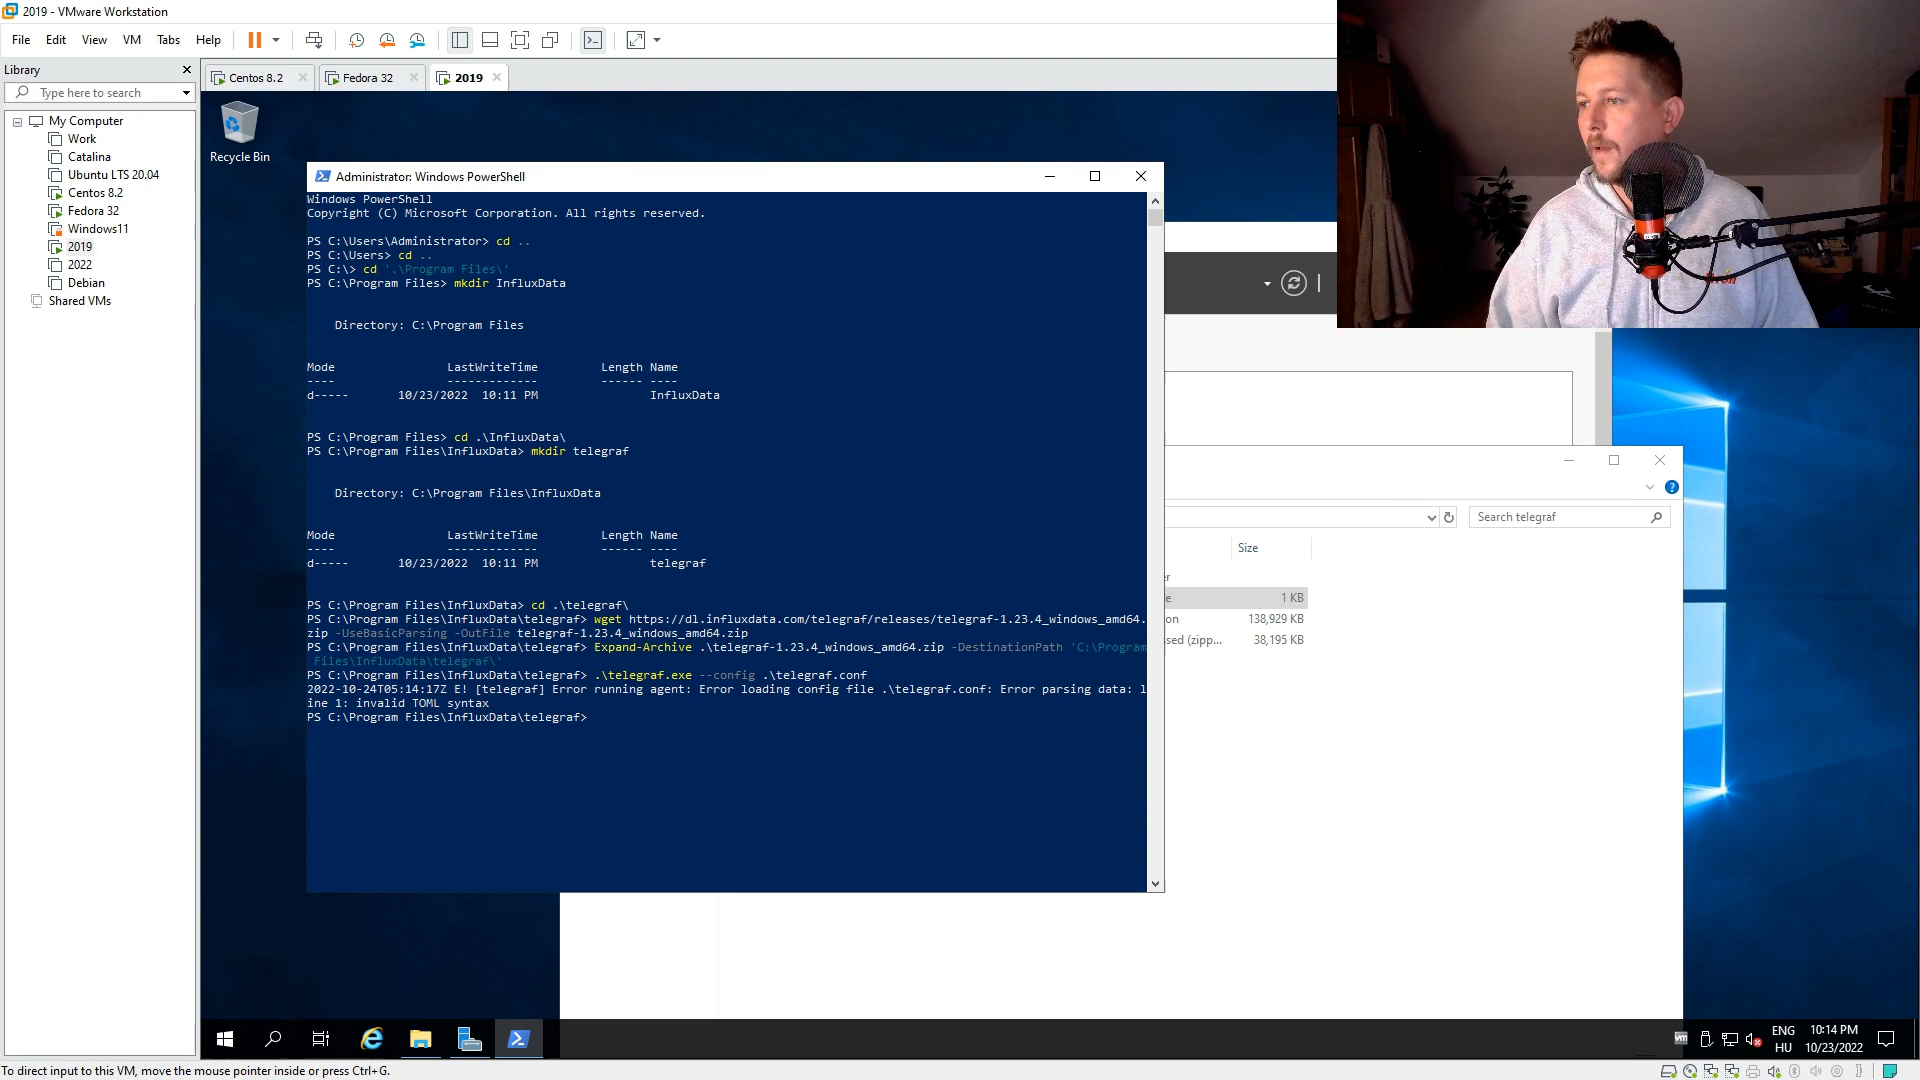 2019 - VMware Workstation
File Edit View VM Tabs Help
Library
Type here to search
My Computer
Work
Catalina
Ubuntu LTS 20.04
Centos 8.2
Fedora 32
Windows11
2019
2022
Debian
Shared VMs
Centos 8.2
Fedora 32
2019
Recycle Bin
Administrator: Windows PowerShell
Windows PowerShell
Copyright (C) Microsoft Corporation. All rights reserved.
PS C:\Users\Administrator> cd ..
PS C:\Users> cd ..
PS C:\> cd '.\Program Files\'
PS C:\Program Files> mkdir InfluxData
Directory: C:\Program Files
Mode LastWriteTime Length Name
---- ------------- ------ ----
d----- 10/23/2022 10:11 PM InfluxData
PS C:\Program Files> cd .\InfluxData\
PS C:\Program Files\InfluxData> mkdir telegraf
Directory: C:\Program Files\InfluxData
Mode LastWriteTime Length Name
---- ------------- ------ ----
d----- 10/23/2022 10:11 PM telegraf
PS C:\Program Files\InfluxData> cd .\telegraf\
PS C:\Program Files\InfluxData\telegraf> wget https://dl.influxdata.com/telegraf/releases/telegraf-1.23.4_windows_amd64.
zip -UseBasicParsing -OutFile telegraf-1.23.4_windows_amd64.zip
PS C:\Program Files\InfluxData\telegraf> Expand-Archive .\telegraf-1.23.4_windows_amd64.zip -DestinationPath 'C:\Program
Files\InfluxData\telegraf\'
PS C:\Program Files\InfluxData\telegraf> .\telegraf.exe --config .\telegraf.conf
2022-10-24T05:14:17Z E! [telegraf] Error running agent: Error loading config file .\telegraf.conf: Error parsing data: l
ine 1: invalid TOML syntax
PS C:\Program Files\InfluxData\telegraf>
Search telegraf
Size
er
e 1 KB
on 138,929 KB
ssed (zipp... 38,195 KB
vm
ENG
HU
10:14 PM
10/23/2022
To direct input to this VM, move the mouse pointer inside or press Ctrl+G.